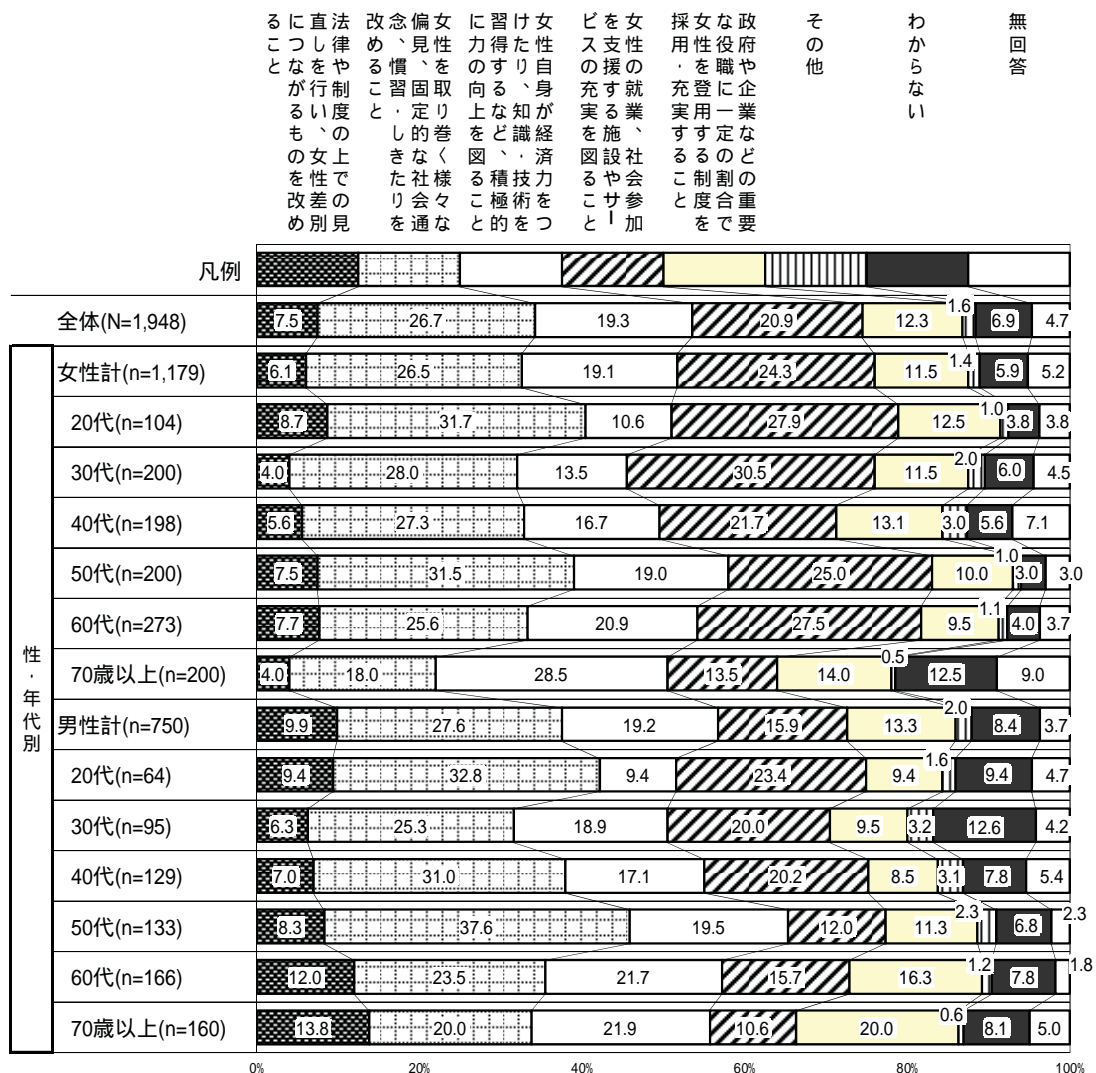 法律や制度の上での見
直しを行い、女性差別
につながるものを改め
ること
女性を取り巻く様々な
偏見、固定的な社会通
念、慣習・しきたりを
改めること
女性自身が経済力をつ
けたり、知識・技術を
習得するなど、積極的
に力の向上を図ること
女性の就業、社会参加
を支援する施設やサー
ビスの充実を図ること
政府や企業などの重要
な役職に一定の割合で
女性を登用する制度を
採用・充実すること
その他
わからない
無回答
凡例
全体(N=1,948) 7.5 26.7 19.3 20.9 12.3 1.6 6.9 4.7
性・年代別
女性計(n=1,179) 6.1 26.5 19.1 24.3 11.5 1.4 5.9 5.2
20代(n=104) 8.7 31.7 10.6 27.9 12.5 1.0 3.8 3.8
30代(n=200) 4.0 28.0 13.5 30.5 11.5 2.0 6.0 4.5
40代(n=198) 5.6 27.3 16.7 21.7 13.1 3.0 5.6 7.1
50代(n=200) 7.5 31.5 19.0 25.0 10.0 1.0 3.0 3.0
60代(n=273) 7.7 25.6 20.9 27.5 9.5 1.1 4.0 3.7
70歳以上(n=200) 4.0 18.0 28.5 13.5 14.0 0.5 12.5 9.0
男性計(n=750) 9.9 27.6 19.2 15.9 13.3 2.0 8.4 3.7
20代(n=64) 9.4 32.8 9.4 23.4 9.4 1.6 9.4 4.7
30代(n=95) 6.3 25.3 18.9 20.0 9.5 3.2 12.6 4.2
40代(n=129) 7.0 31.0 17.1 20.2 8.5 3.1 7.8 5.4
50代(n=133) 8.3 37.6 19.5 12.0 11.3 2.3 6.8 2.3
60代(n=166) 12.0 23.5 21.7 15.7 16.3 1.2 7.8 1.8
70歳以上(n=160) 13.8 20.0 21.9 10.6 20.0 0.6 8.1 5.0
0% 20% 40% 60% 80% 100%